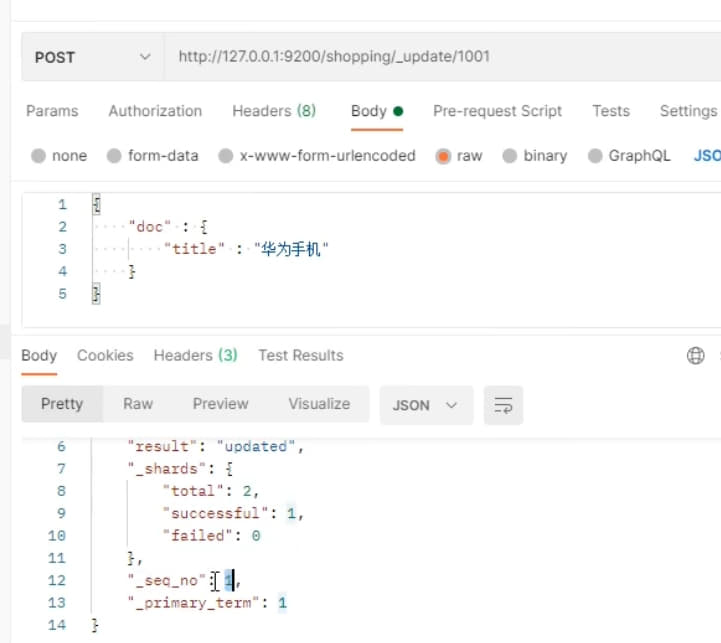 POST http://127.0.0.1:9200/shopping/_update/1001
Params Authorization Headers (8) Body Pre-request Script Tests Settings
none form-data x-www-form-urlencoded raw binary GraphQL JSO
1 {
2 "doc" : {
3 "title" : "华为手机"
4 }
5 }
Body Cookies Headers (3) Test Results
Pretty Raw Preview Visualize JSON
6 "result": "updated",
7 "_shards": {
8 "total": 2,
9 "successful": 1,
10 "failed": 0
11 },
12 "_seq_no": 1,
13 "_primary_term": 1
14 }